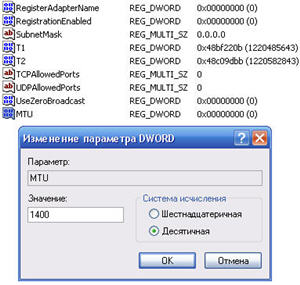 RegisterAdapterName REG_DWORD 0x00000000 (0)
RegistrationEnabled REG_DWORD 0x00000000 (0)
SubnetMask REG_MULTI_SZ 0.0.0.0
T1 REG_DWORD 0x48bf220b (1220485643)
T2 REG_DWORD 0x48c09dbb (1220582843)
TCPAllowedPorts REG_MULTI_SZ 0
UDPAllowedPorts REG_MULTI_SZ 0
UseZeroBroadcast REG_DWORD 0x00000000 (0)
MTU REG_DWORD 0x00000000 (0)
Изменение параметра DWORD
Параметр:
MTU
Значение:
1400
Система исчисления
Шестнадцатеричная
Десятичная
OK Отмена